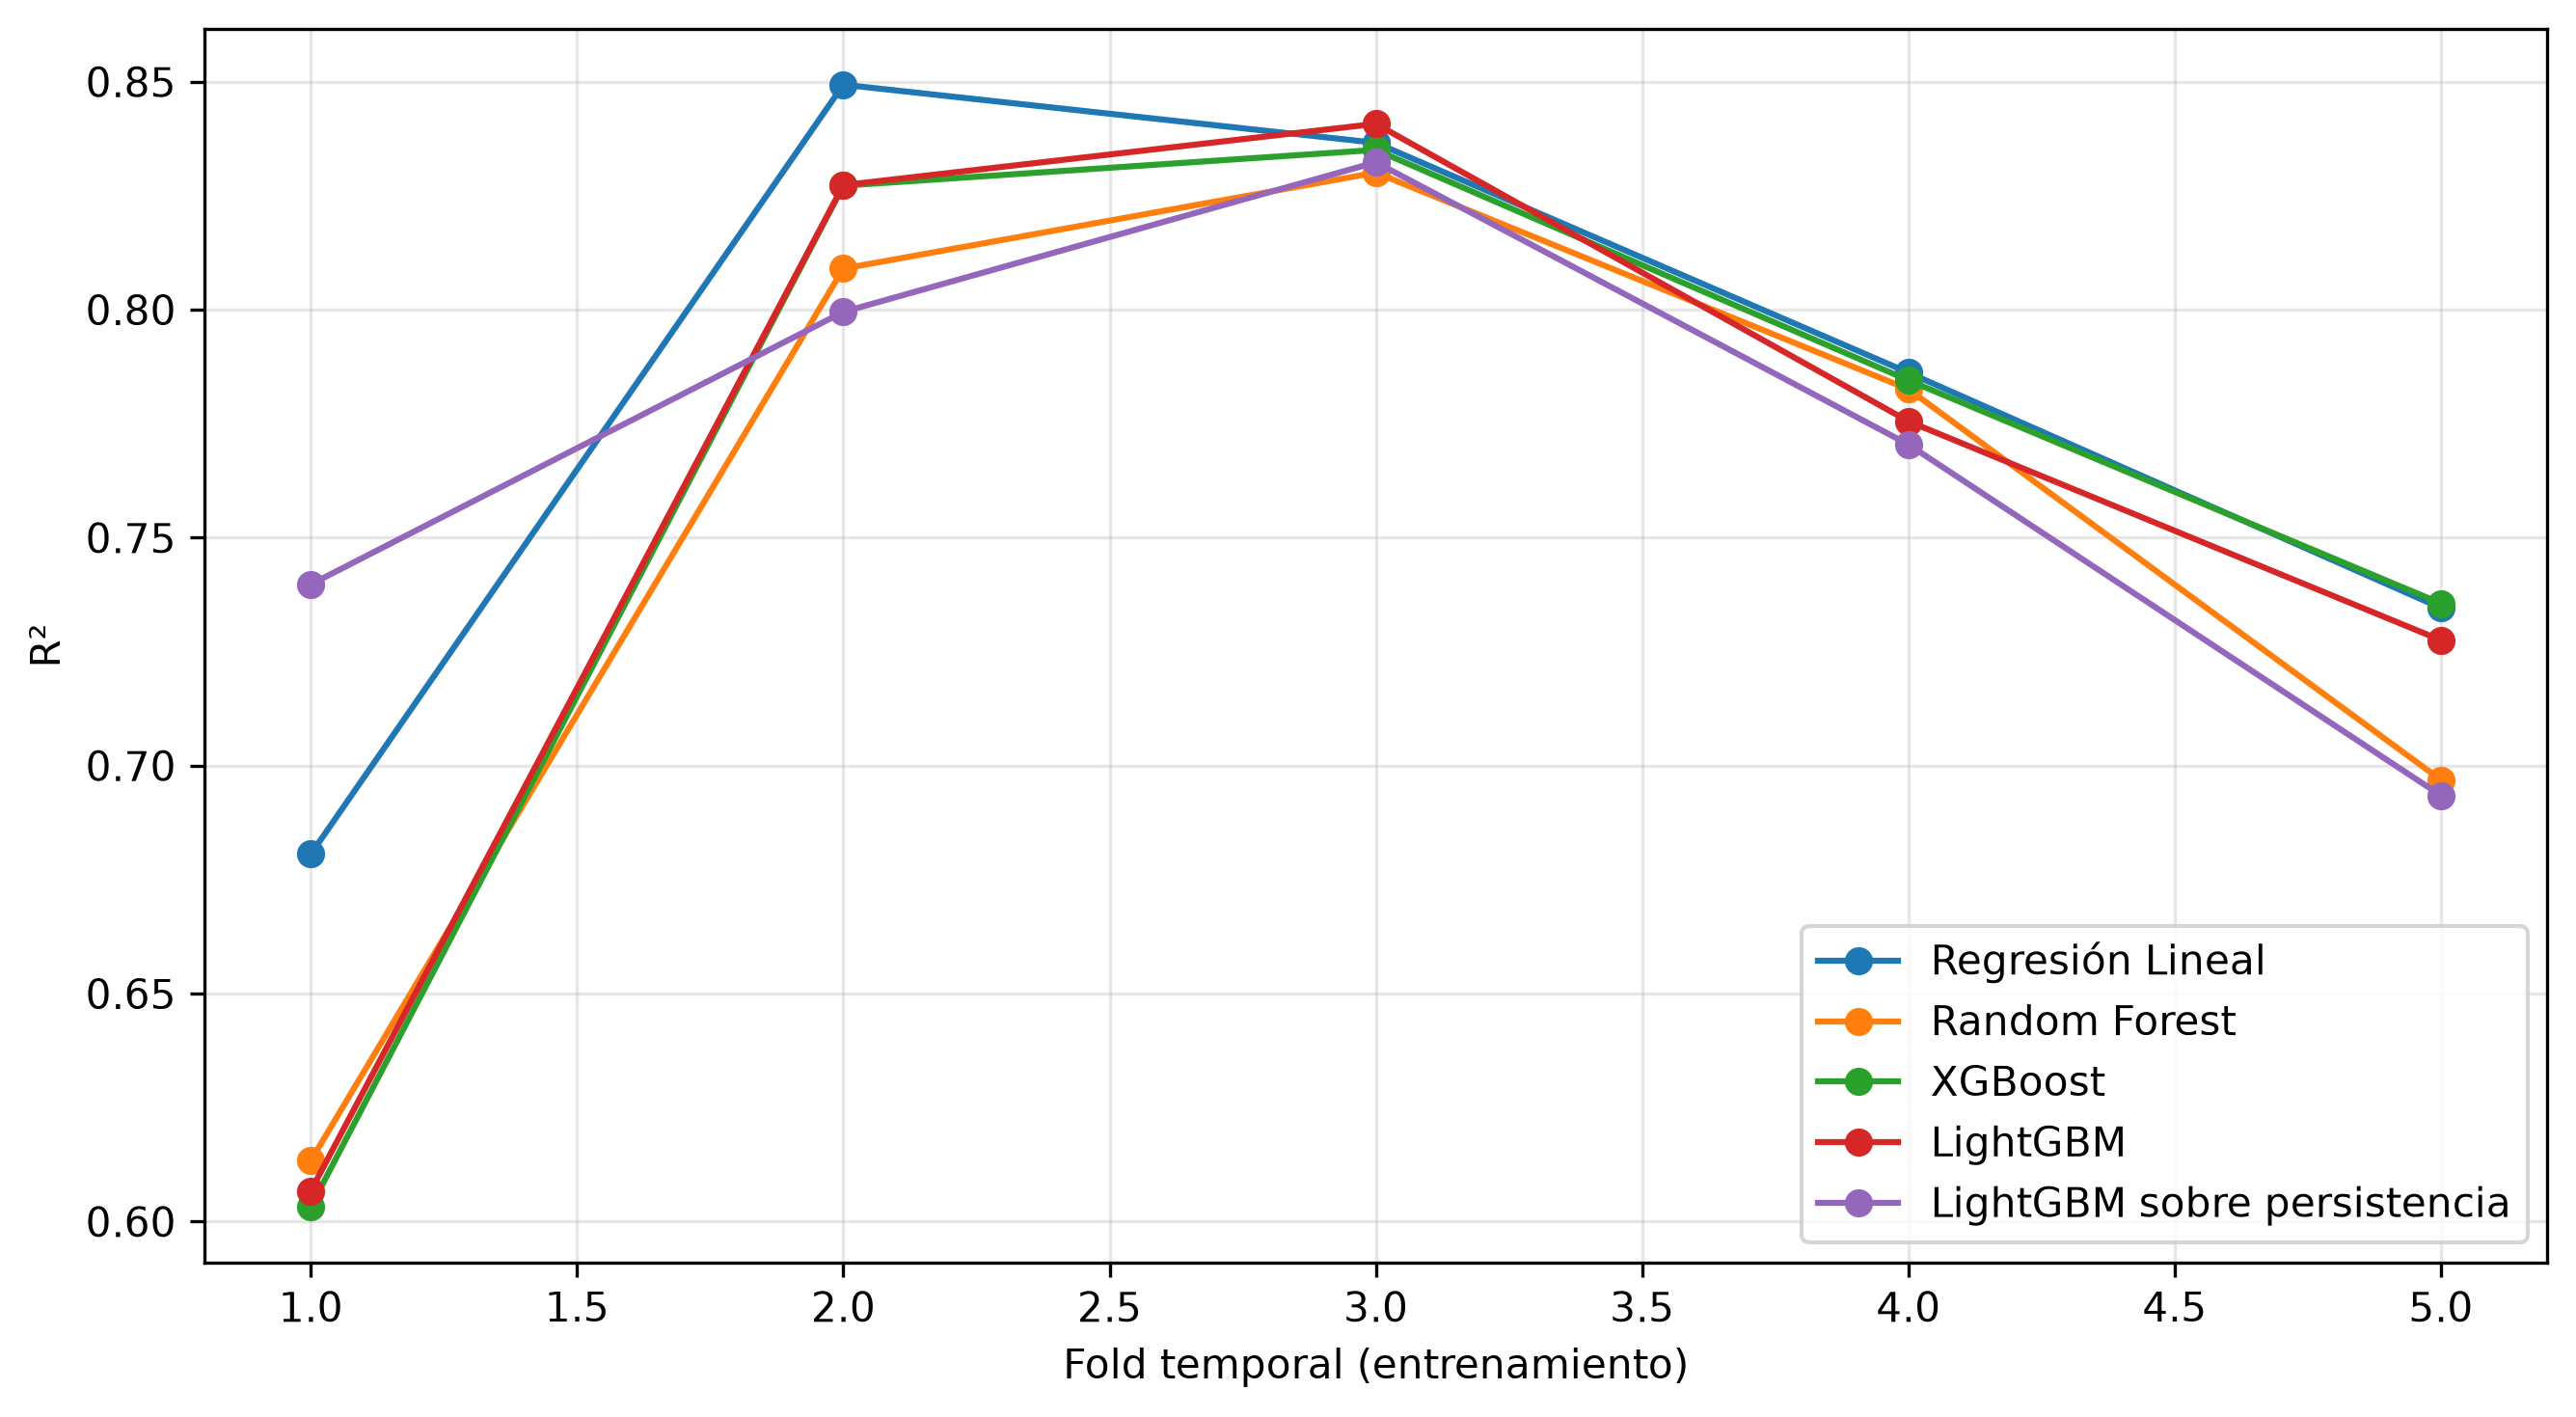 0.85
0.80
0.75
0.70
0.65
0.60
R²
1.0 1.5 2.0 2.5 3.0 3.5 4.0 4.5 5.0
Fold temporal (entrenamiento)
Regresión Lineal
Random Forest
XGBoost
LightGBM
LightGBM sobre persistencia